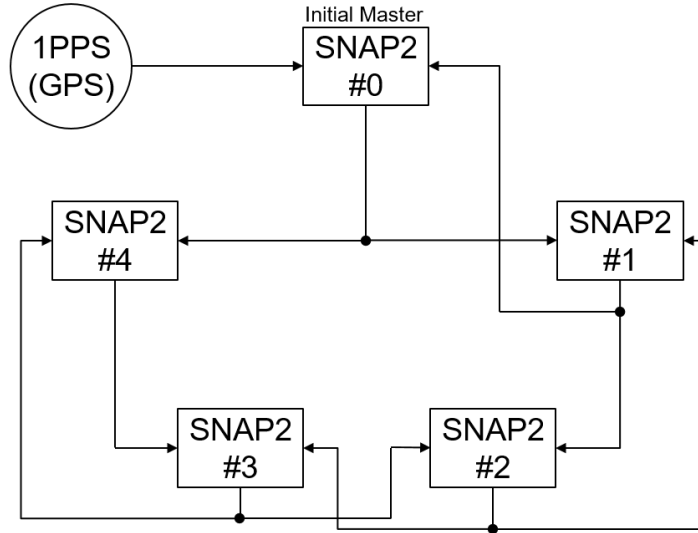 Initial Master
1PPS
(GPS)
SNAP2
#0
SNAP2
#4
SNAP2
#1
SNAP2
#3
SNAP2
#2